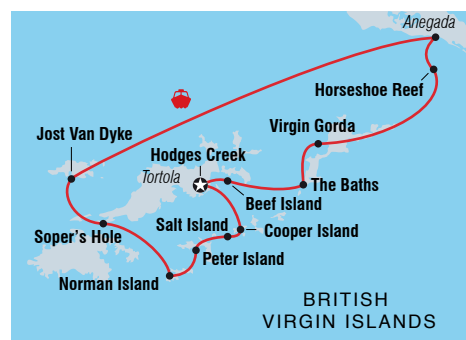 Anegada
Horseshoe Reef
Virgin Gorda
Jost Van Dyke
Hodges Creek
Tortola
The Baths
Beef Island
Salt Island
Cooper Island
Soper's Hole
Peter Island
Norman Island
BRITISH
VIRGIN ISLANDS